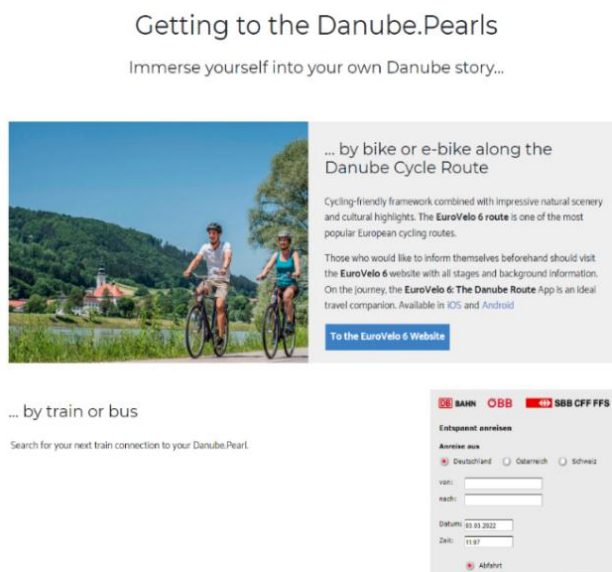 Getting to the Danube.Pearls
Immerse yourself into your own Danube story...
... by bike or e-bike along the
Danube Cycle Route
Cycling-friendly framework combined with impressive natural scenery
and cultural highlights. The EuroVelo 6 route is one of the most
popular European cycling routes.
Those who would like to inform themselves beforehand should visit
the EuroVelo 6 website with all stages and background information.
On the journey, the EuroVelo 6: The Danube Route App is an ideal
travel companion. Available in iOS and Android
To the EuroVelo 6 Website
... by train or bus
Search for your next train connection to your Danube.Pearl.
DB BAHN ÖBB SBB CFF FFS
Entspannt anreisen
Anreise aus
Deutschland Österreich Schweiz
von:
nach:
Datum: 03.03.2022
Zeit: 11:07
Abfahrt